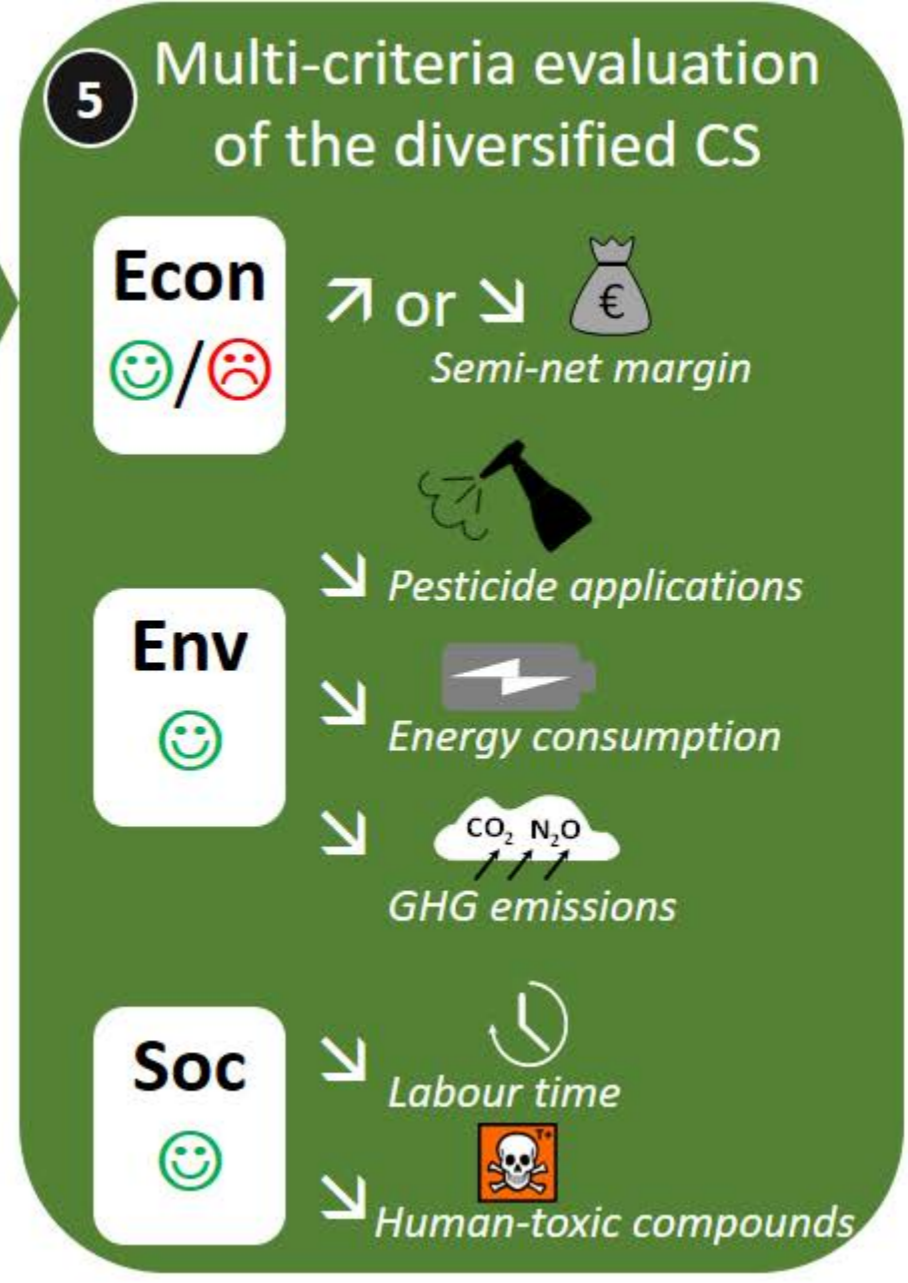 5
Multi-criteria evaluation
of the diversified CS
Econ
/
↗ or ↘
€
Semi-net margin
Env
↘ Pesticide applications
↘
Energy consumption
↘
CO₂ N₂O
GHG emissions
Soc
↘
Labour time
T+
↘
Human-toxic compounds